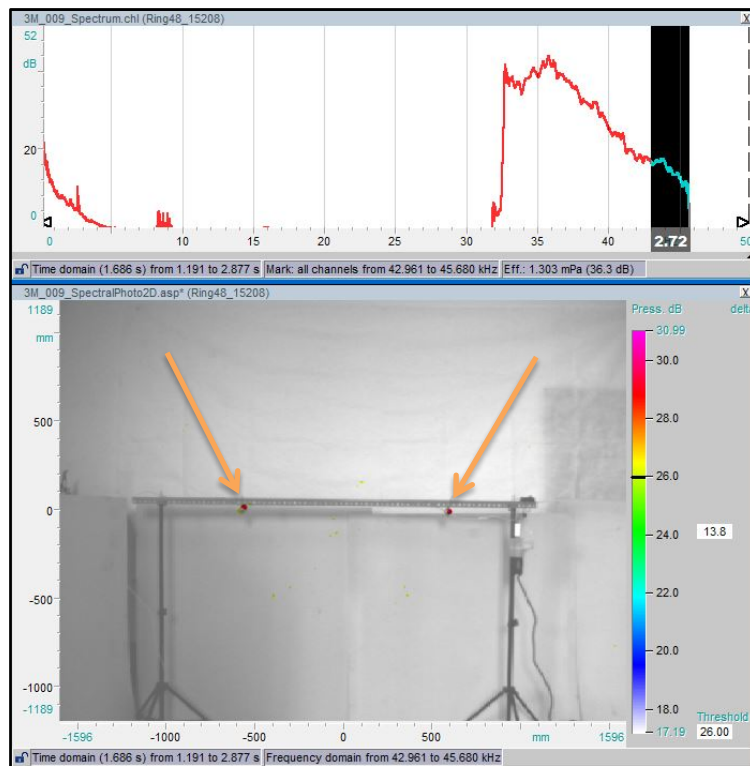 3M_009_Spectrum.chl (Ring48_15208) X
52
dB
20
0
0 10 15 20 25 30 35 40 50
2.72
Time domain (1.686 s) from 1.191 to 2.877 s Mark: all channels from 42.961 to 45.680 kHz Eff.: 1.303 mPa (36.3 dB)
3M_009_SpectralPhoto2D.asp* (Ring48_15208) X
1189
mm
500
0
-500
-1000
-1189
-1596 -1000 -500 0 500 mm 1596
Press. dB delta
30.99
30.0
28.0
26.0
24.0
22.0
20.0
18.0
17.19
13.8
Threshold
26.00
Time domain (1.686 s) from 1.191 to 2.877 s Frequency domain from 42.961 to 45.680 kHz